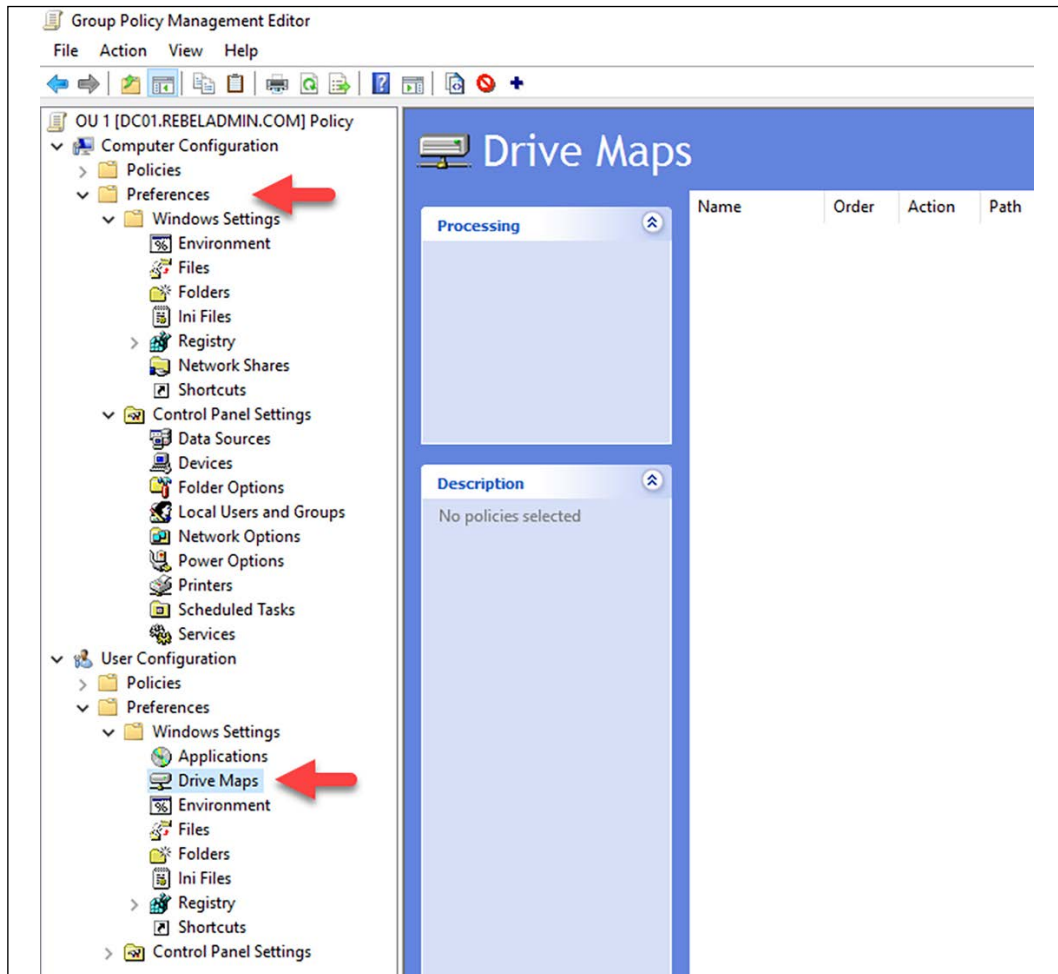 Group Policy Management Editor
File Action View Help
OU 1 [DC01.REBELADMIN.COM] Policy
Computer Configuration
Policies
Preferences
Windows Settings
Environment
Files
Folders
Ini Files
Registry
Network Shares
Shortcuts
Control Panel Settings
Data Sources
Devices
Folder Options
Local Users and Groups
Network Options
Power Options
Printers
Scheduled Tasks
Services
User Configuration
Policies
Preferences
Windows Settings
Applications
Drive Maps
Environment
Files
Folders
Ini Files
Registry
Shortcuts
Control Panel Settings
Drive Maps
Processing
Description
No policies selected
Name Order Action Path